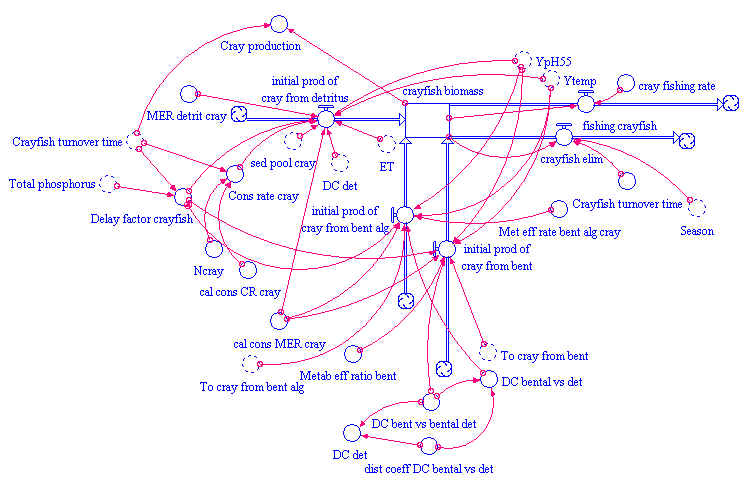 Cray production
YpH55
Ytemp
initial prod of
cray from detritus
crayfish biomass
cray fishing rate
MER detrit cray
fishing crayfish
Crayfish turnover time
sed pool cray
ET
crayfish elim
DC det
Total phosphorus
Cons rate cray
Delay factor crayfish
initial prod of
cray from bent alg
Crayfish turnover time
Met eff rate bent alg cray
Season
initial prod of
cray from bent
Ncray
cal cons CR cray
cal cons MER cray
To cray from bent
To cray from bent alg
Metab eff ratio bent
DC bental vs det
DC bent vs bental det
DC det
dist coeff DC bental vs det